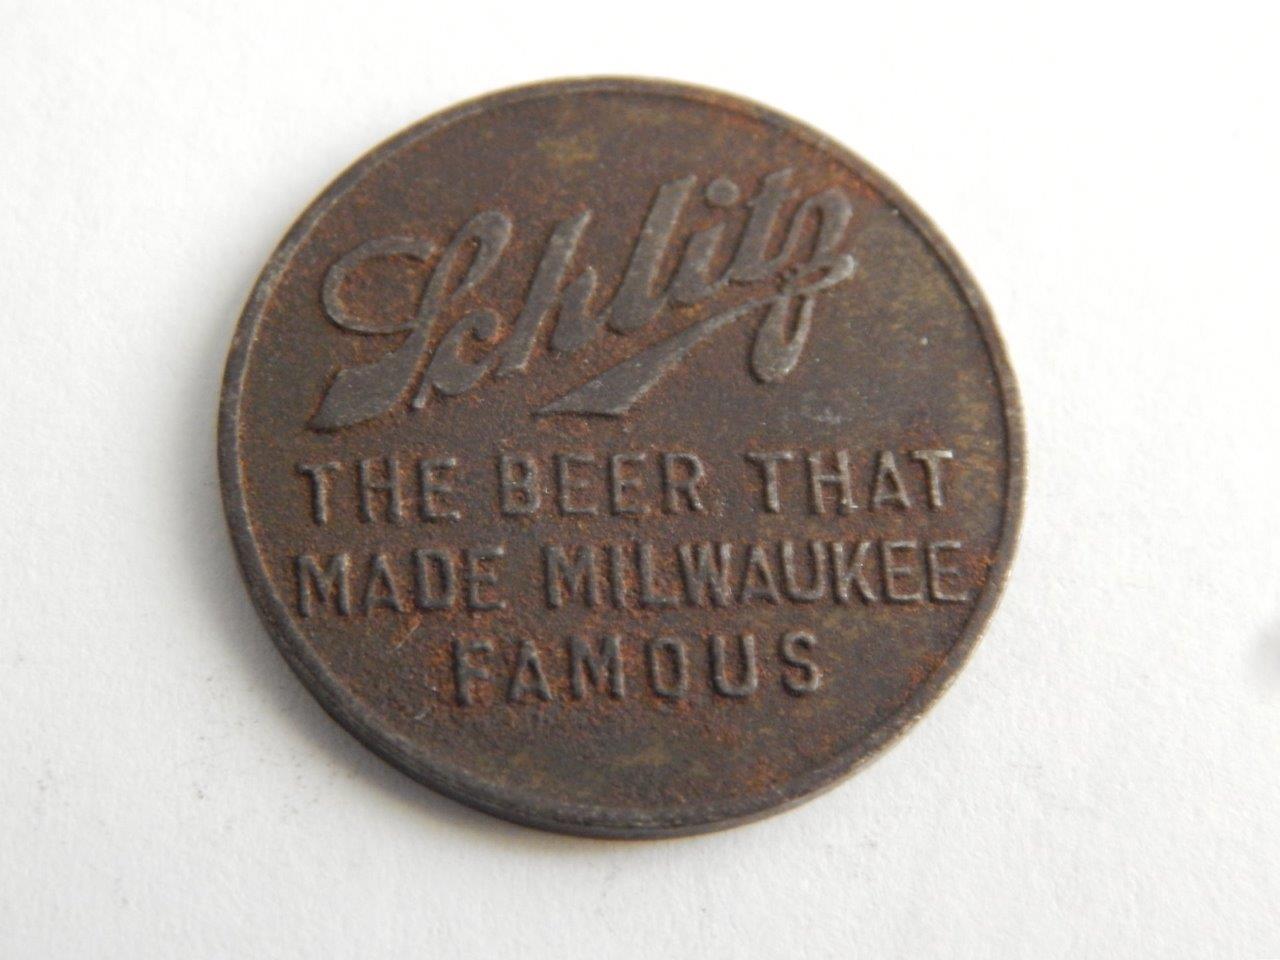 Schlitz
THE BEER THAT
MADE MILWAUKEE
FAMOUS